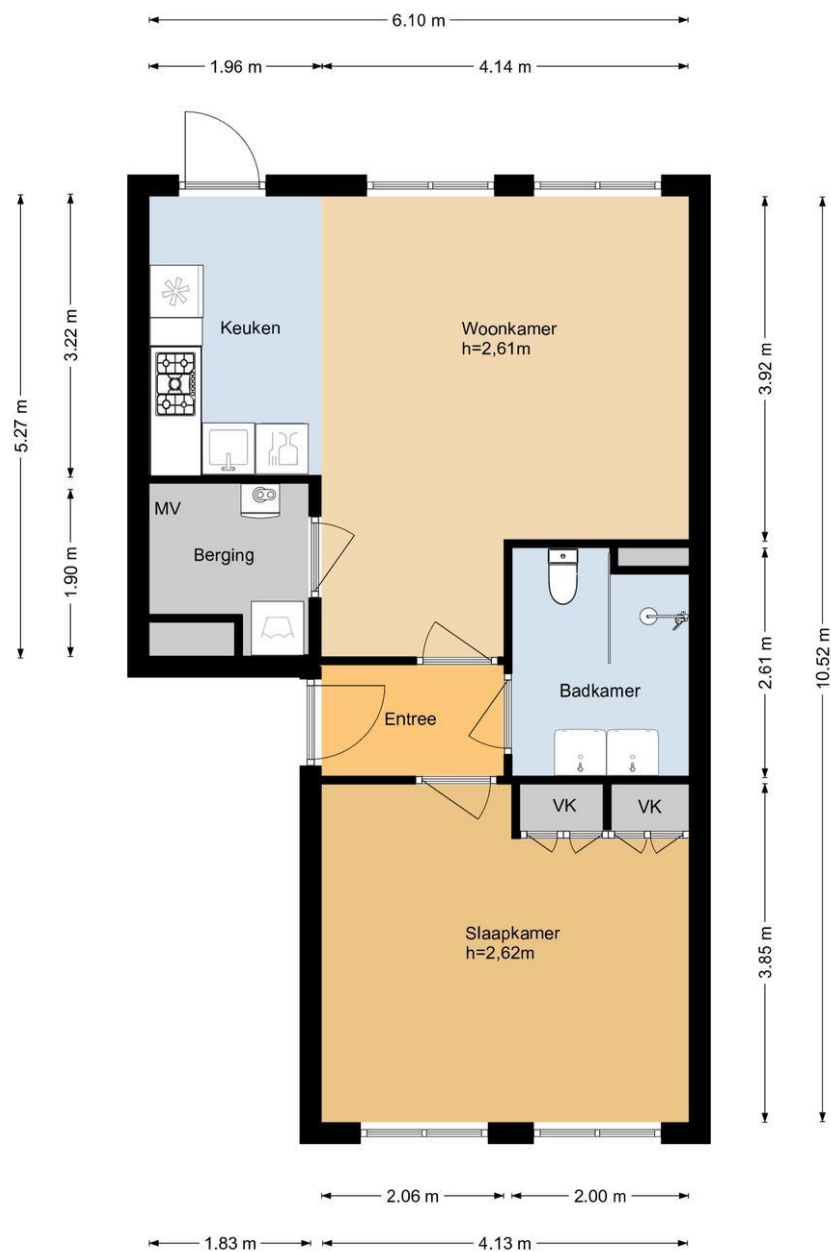 6.10 m
1.96 m
4.14 m
Keuken
Woonkamer
h=2,61m
5.27 m
3.22 m
3.92 m
MV
Berging
1.90 m
2.61 m
10.52 m
Badkamer
Entree
VK
VK
Slaapkamer
h=2,62m
3.85 m
2.06 m
2.00 m
1.83 m
4.13 m